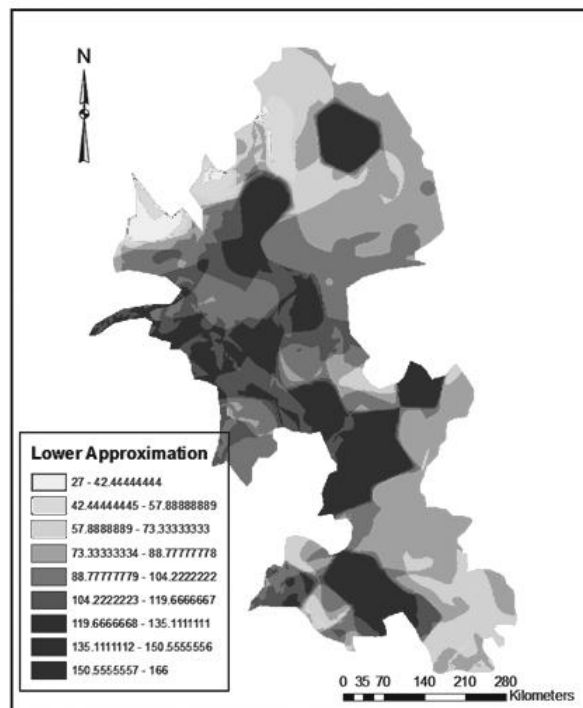 N
Lower Approximation
27 - 42.44444444
42.44444445 - 57.88888889
57.8888889 - 73.33333333
73.33333334 - 88.77777778
88.77777779 - 104.2222222
104.2222223 - 119.6666667
119.6666668 - 135.1111111
135.1111112 - 150.5555556
150.5555557 - 166
0 35 70 140 210 280
Kilometers